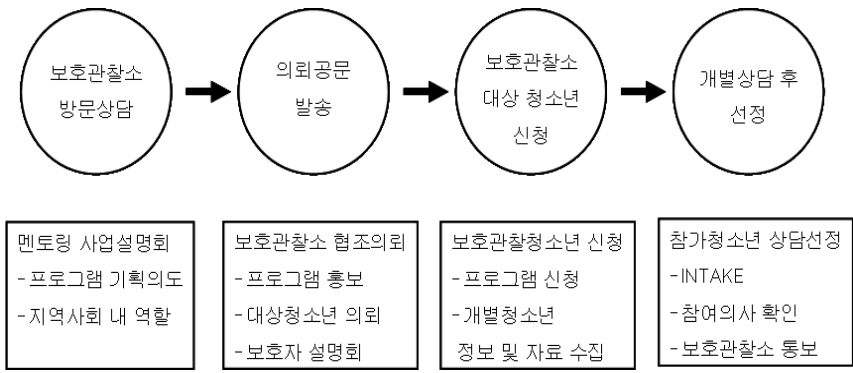 보호관찰소
방문상담
의뢰공문
발송
보호관찰소
대상 청소년
신청
개별상담 후
선정
멘토링 사업설명회
-프로그램 기획의도
-지역사회 내 역할
보호관찰소 협조의뢰
-프로그램 홍보
-대상청소년 의뢰
-보호자 설명회
보호관찰청소년 신청
-프로그램 신청
-개별청소년
정보 및 자료 수집
참가청소년 상담선정
-INTAKE
-참여의사 확인
-보호관찰소 통보